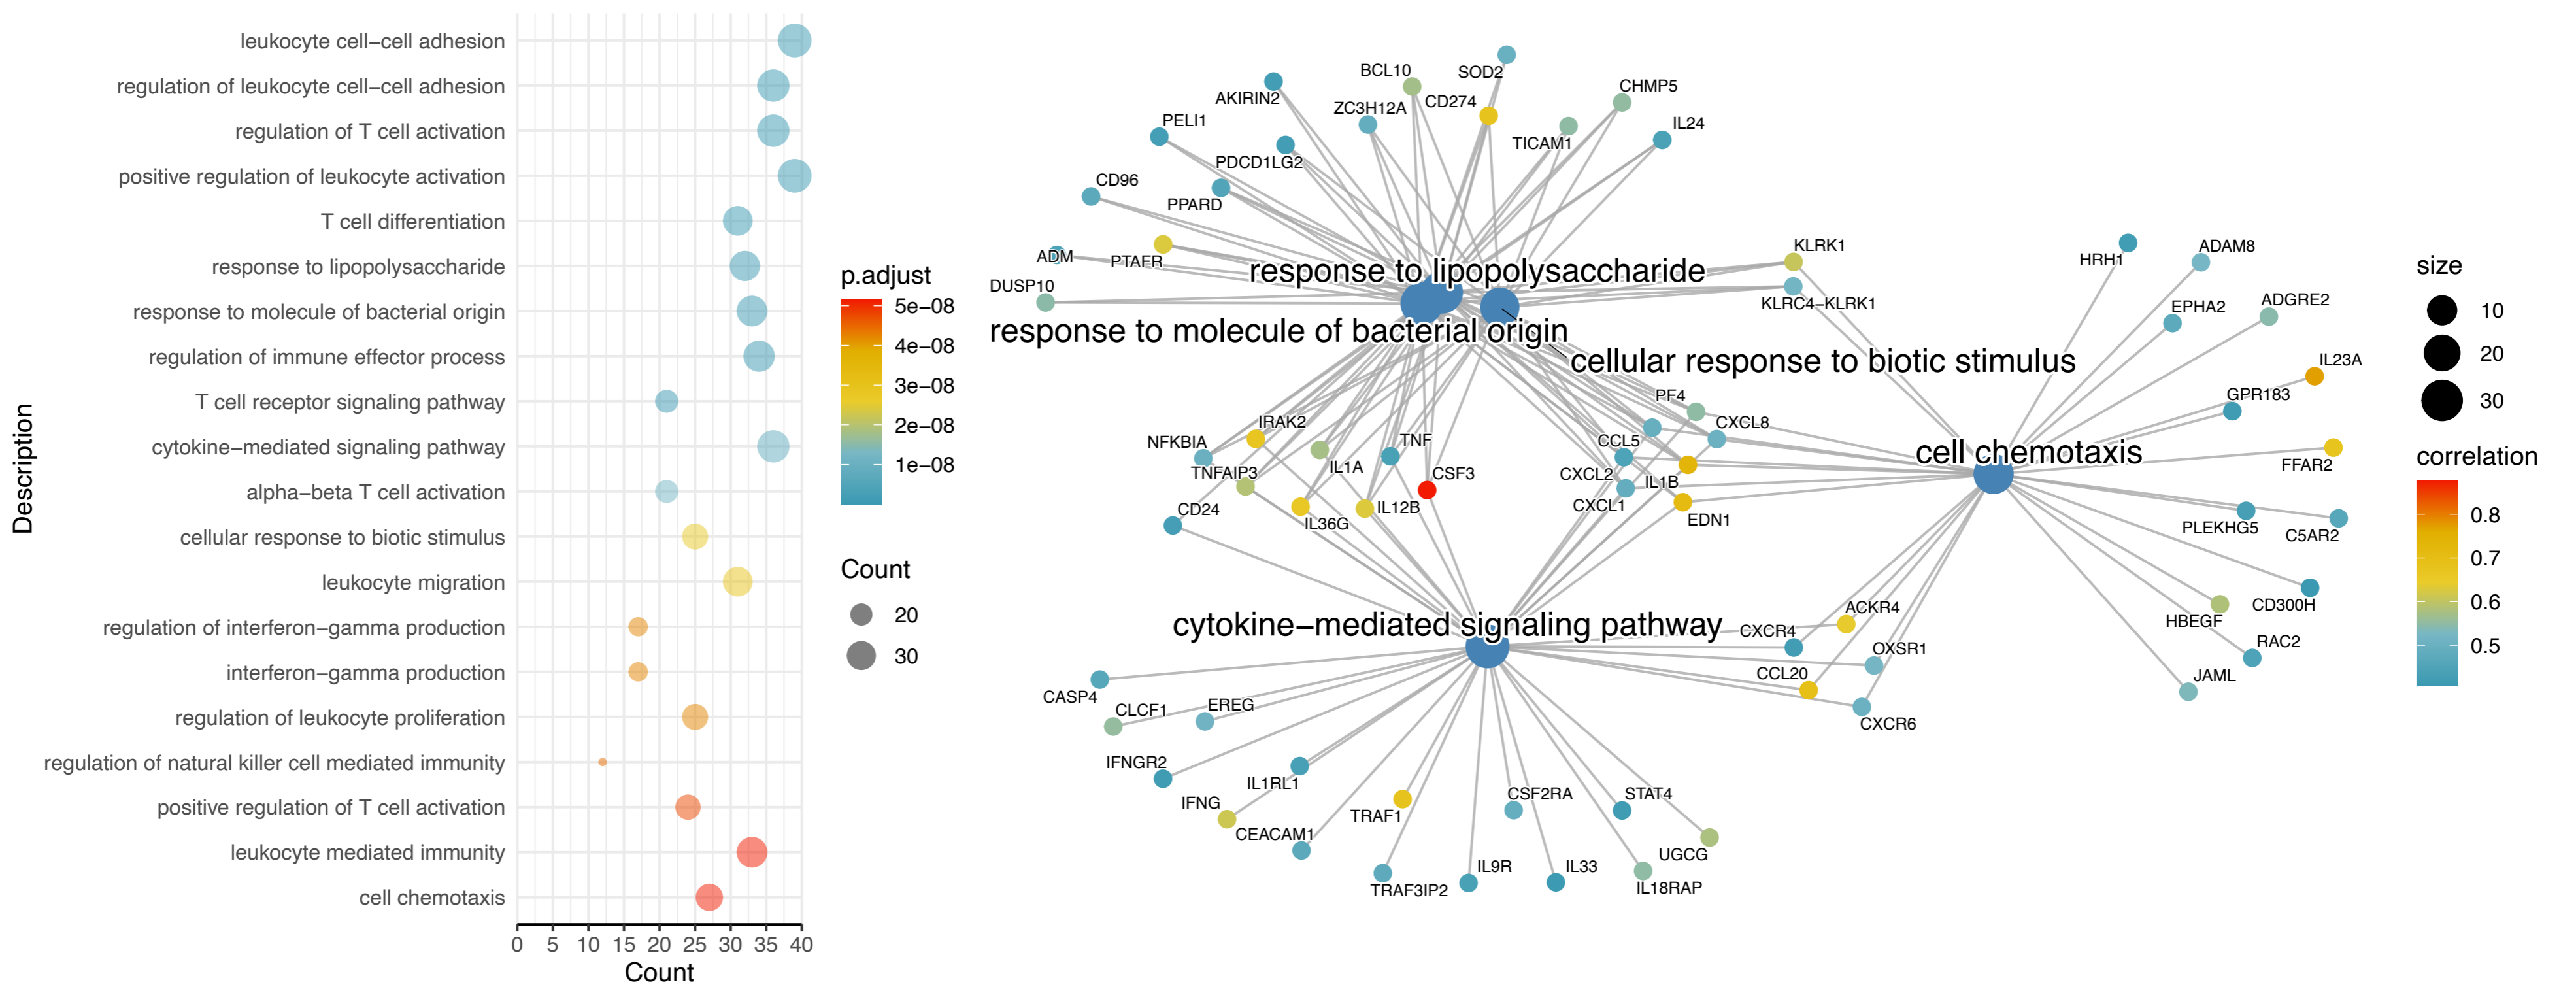 leukocyte cell−cell adhesion
regulation of leukocyte cell−cell adhesion
regulation of T cell activation
positive regulation of leukocyte activation
T cell differentiation
response to lipopolysaccharide
response to molecule of bacterial origin
regulation of immune effector process
T cell receptor signaling pathway
cytokine−mediated signaling pathway
alpha−beta T cell activation
cellular response to biotic stimulus
leukocyte migration
regulation of interferon−gamma production
interferon−gamma production
regulation of leukocyte proliferation
regulation of natural killer cell mediated immunity
positive regulation of T cell activation
leukocyte mediated immunity
cell chemotaxis
Description
0 5 10 15 20 25 30 35 40
Count
p.adjust
5e−08
4e−08
3e−08
2e−08
1e−08
Count
20
30
BCL10
SOD2
AKIRIN2
ZC3H12A
CD274
CHMP5
PELI1
TICAM1
IL24
PDCD1LG2
CD96
PPARD
ADM
PTAFR
DUSP10
response to lipopolysaccharide
response to molecule of bacterial origin
cellular response to biotic stimulus
KLRK1
KLRC4−KLRK1
HRH1
ADAM8
EPHA2
ADGRE2
IL23A
GPR183
FFAR2
cell chemotaxis
PLEKHG5
C5AR2
CD300H
HBEGF
RAC2
JAML
PF4
CXCL8
CCL5
CXCL2
IL1B
CXCL1
EDN1
IRAK2
NFKBIA
TNFAIP3
IL1A
TNF
CSF3
CD24
IL36G
IL12B
cytokine−mediated signaling pathway
ACKR4
CXCR4
OXSR1
CCL20
CXCR6
CASP4
CLCF1
EREG
IFNGR2
IL1RL1
IFNG
CEACAM1
TRAF1
TRAF3IP2
CSF2RA
IL9R
IL33
STAT4
UGCG
IL18RAP
size
10
20
30
correlation
0.8
0.7
0.6
0.5